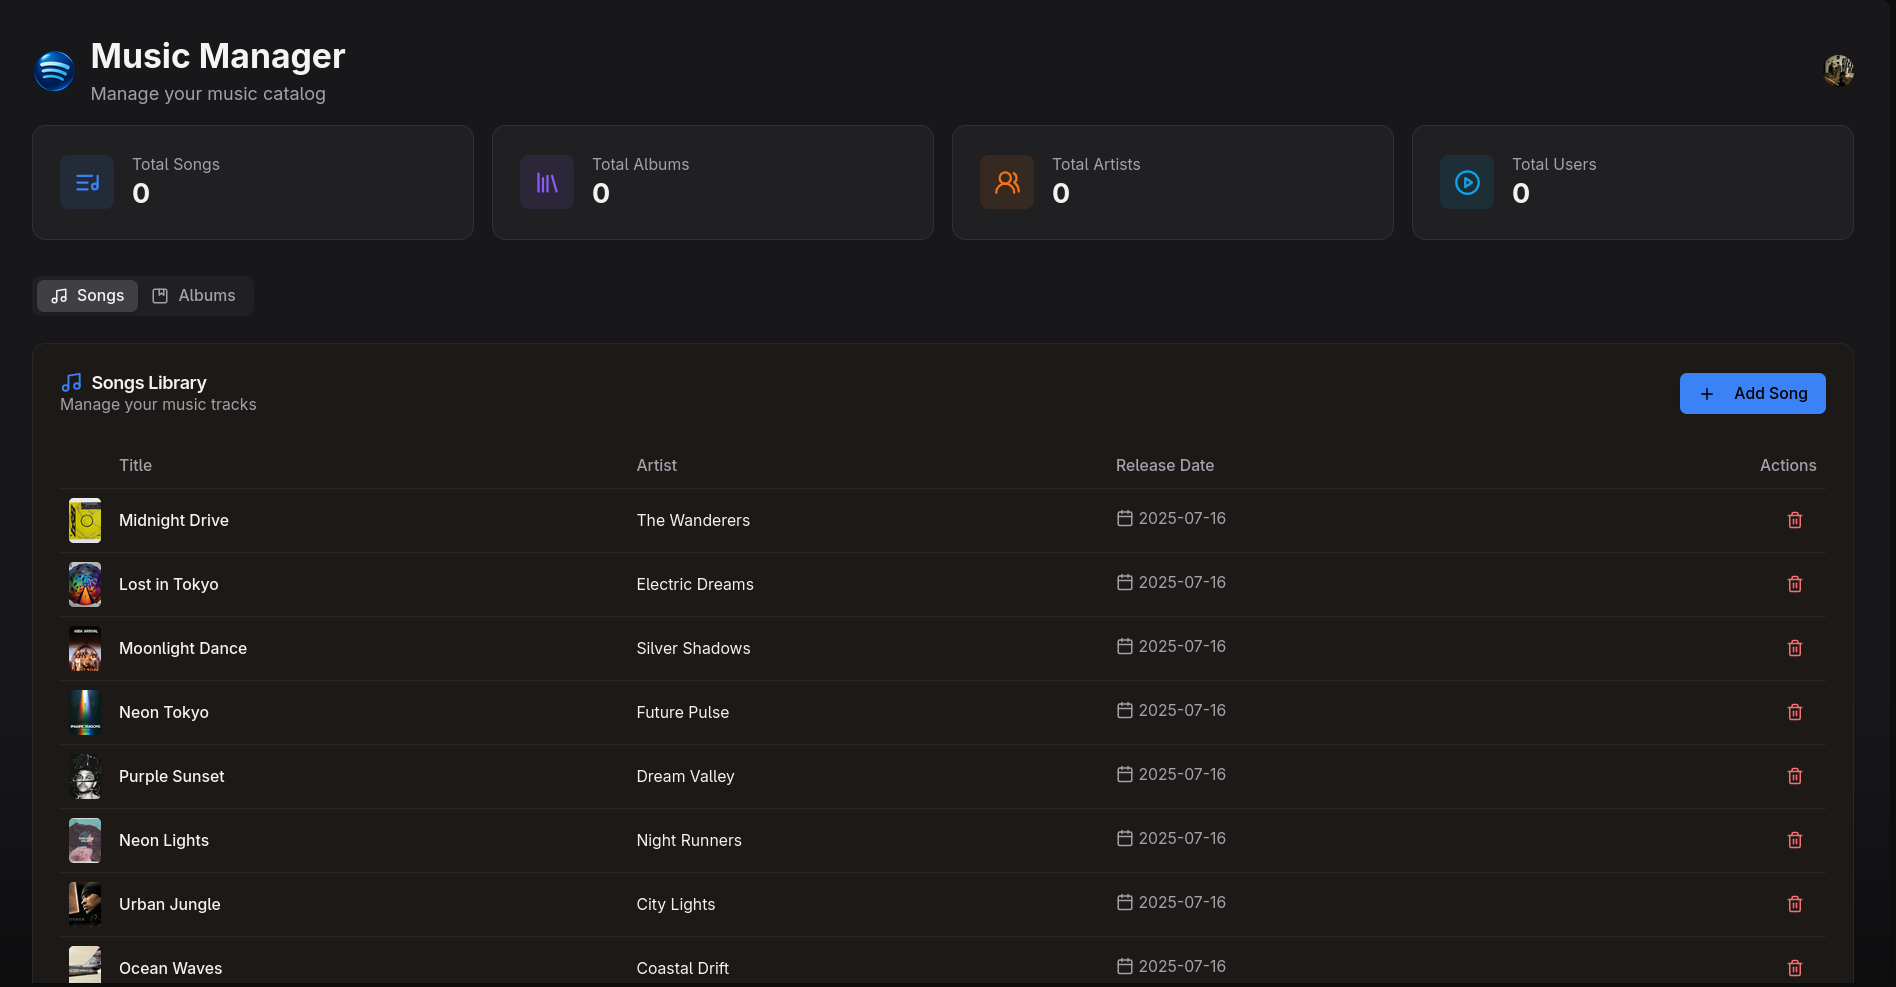 Music Manager
Manage your music catalog
Total Songs
0
Total Albums
0
Total Artists
0
Total Users
0
Songs
Albums
Songs Library
Manage your music tracks
Add Song
Title Artist Release Date Actions
Midnight Drive The Wanderers 2025-07-16
Lost in Tokyo Electric Dreams 2025-07-16
Moonlight Dance Silver Shadows 2025-07-16
Neon Tokyo Future Pulse 2025-07-16
Purple Sunset Dream Valley 2025-07-16
Neon Lights Night Runners 2025-07-16
Urban Jungle City Lights 2025-07-16
Ocean Waves Coastal Drift 2025-07-16